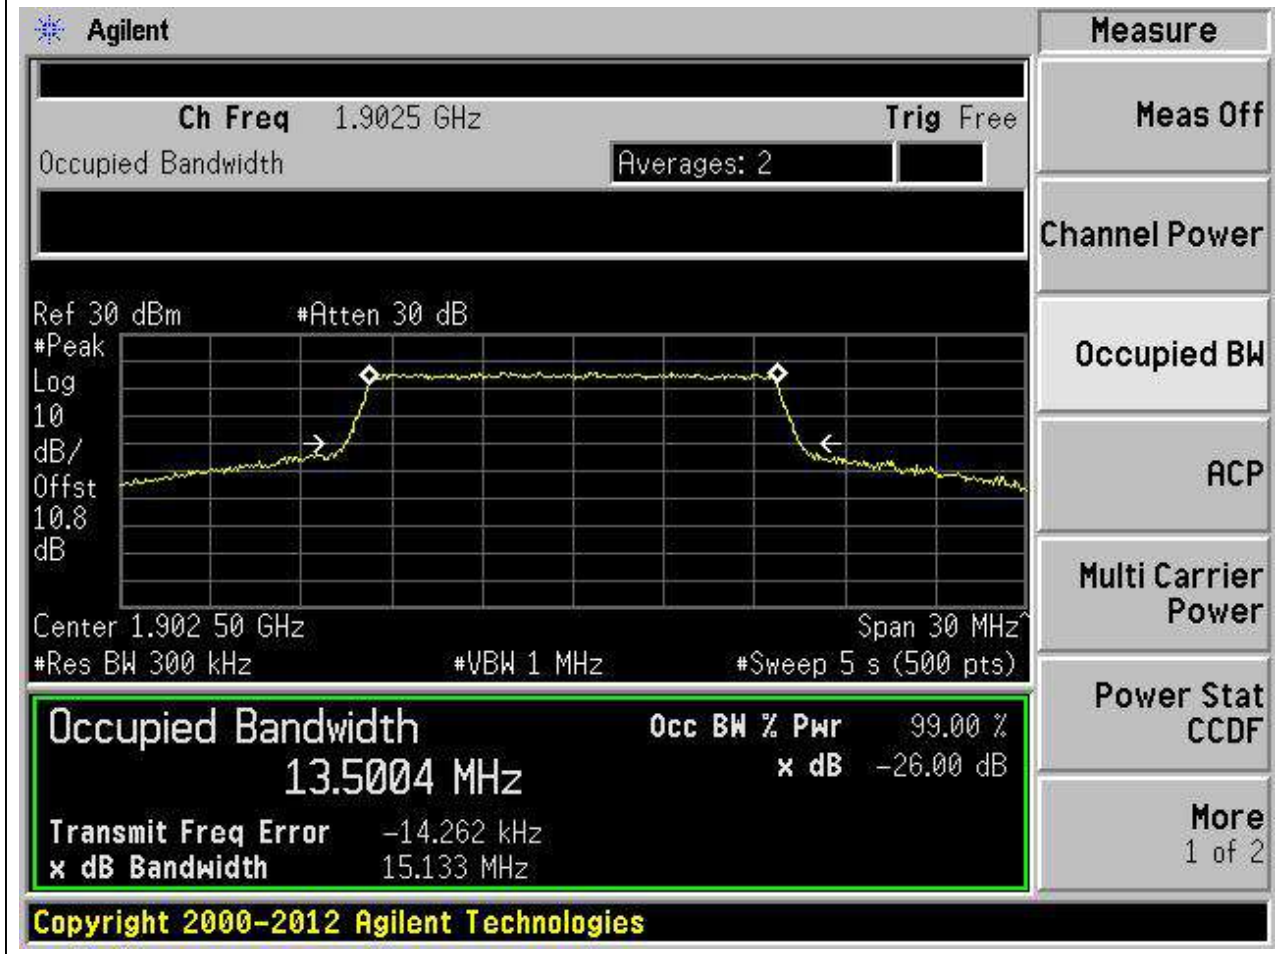 Agilent
Measure
Ch Freq 1.9025 GHz Trig Free
Occupied Bandwidth Averages: 2
Meas Off
Channel Power
Occupied BW
ACP
Multi Carrier
Power
Power Stat
CCDF
More
1 of 2
Ref 30 dBm #Atten 30 dB
#Peak
Log
10
dB/
Offst
10.8
dB
Center 1.902 50 GHz Span 30 MHz^
#Res BW 300 kHz #VBW 1 MHz #Sweep 5 s (500 pts)
Occupied Bandwidth
13.5004 MHz
Occ BW % Pwr 99.00 %
x dB -26.00 dB
Transmit Freq Error -14.262 kHz
x dB Bandwidth 15.133 MHz
Copyright 2000-2012 Agilent Technologies